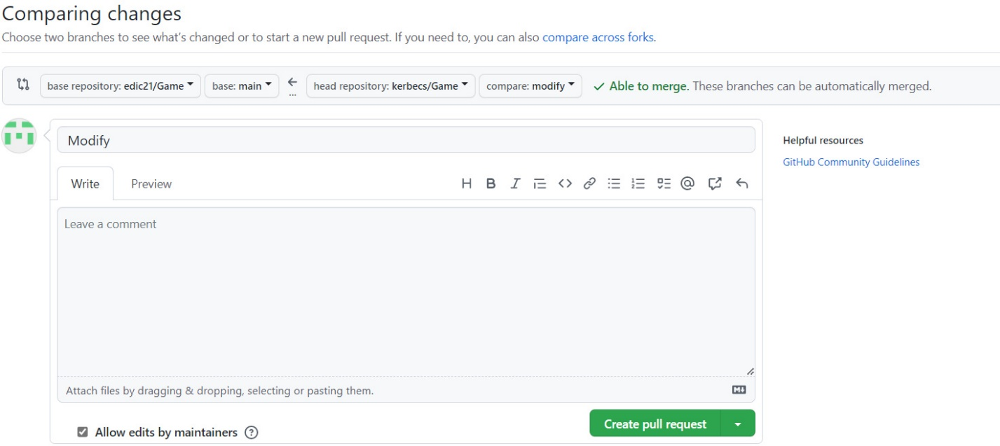 Comparing changes
Choose two branches to see what's changed or to start a new pull request. If you need to, you can also compare across forks.
base repository: edic21/Game base: main ... head repository: kerbecs/Game compare: modify Able to merge. These branches can be automatically merged.
Modify
Helpful resources
GitHub Community Guidelines
Write Preview H B I @
Leave a comment
Attach files by dragging & dropping, selecting or pasting them. M
Allow edits by maintainers ? Create pull request